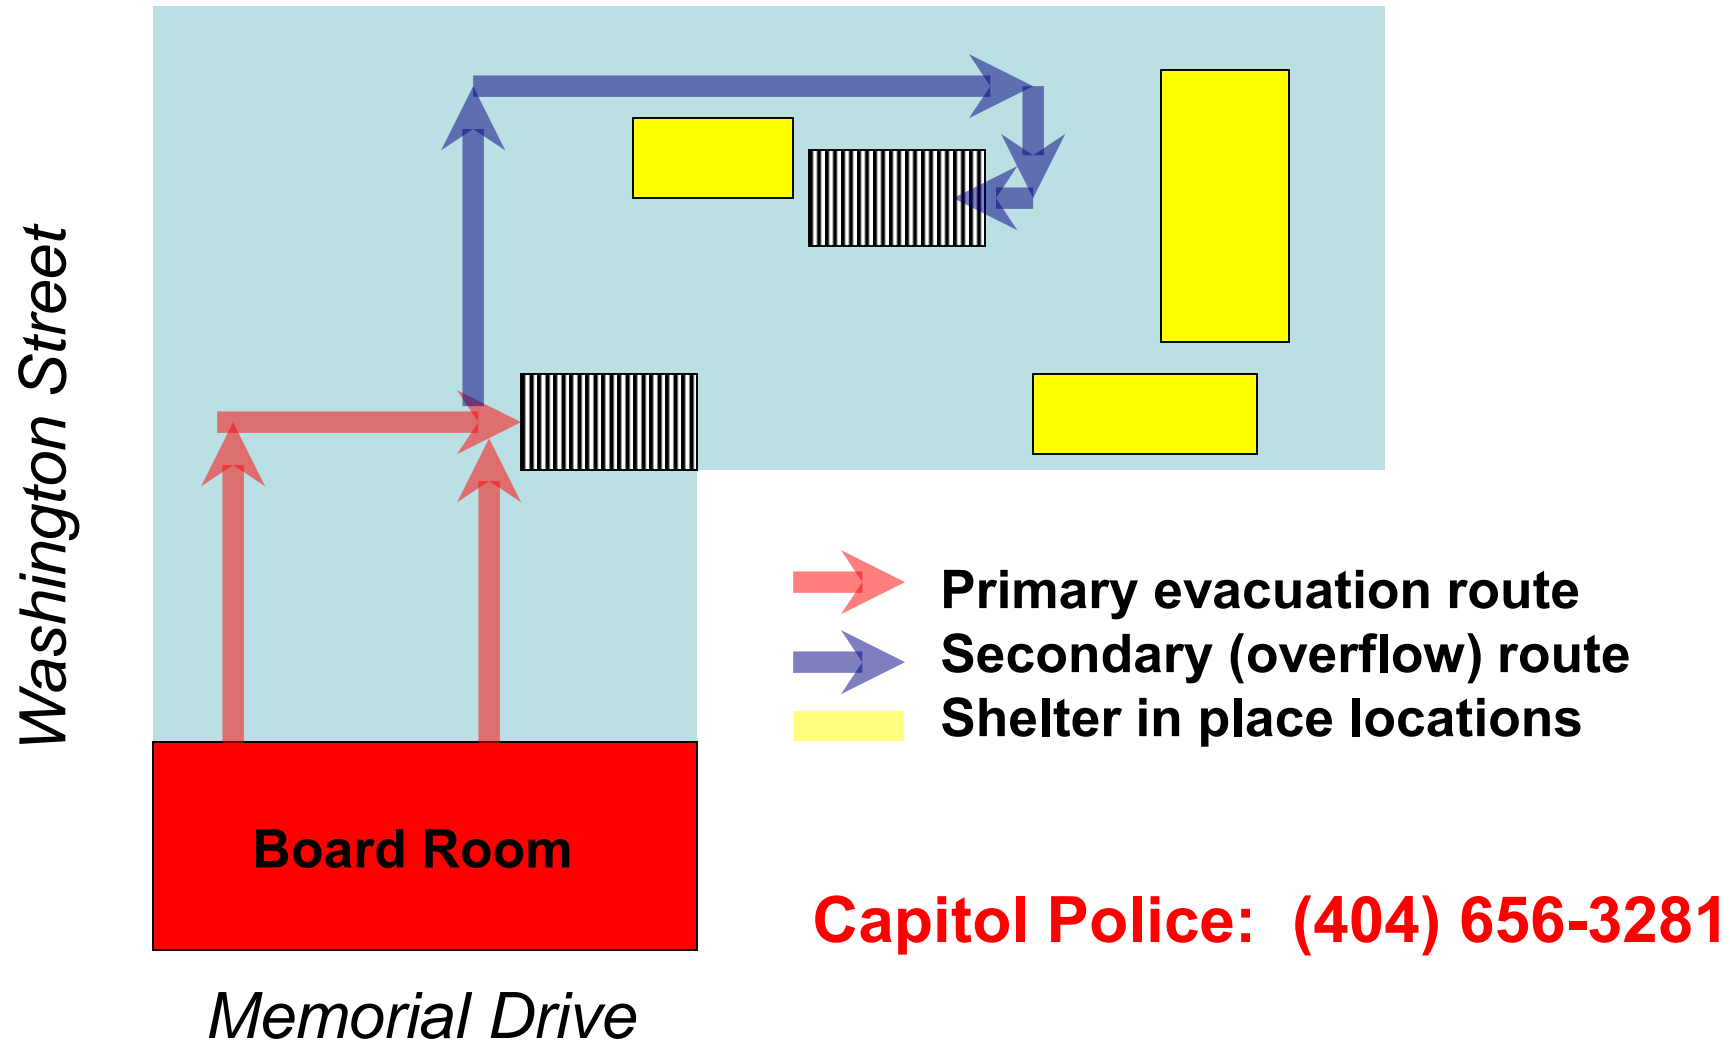 Washington Street
Primary evacuation route
Secondary (overflow) route
Shelter in place locations
Board Room
Capitol Police:  (404) 656-3281
Memorial Drive